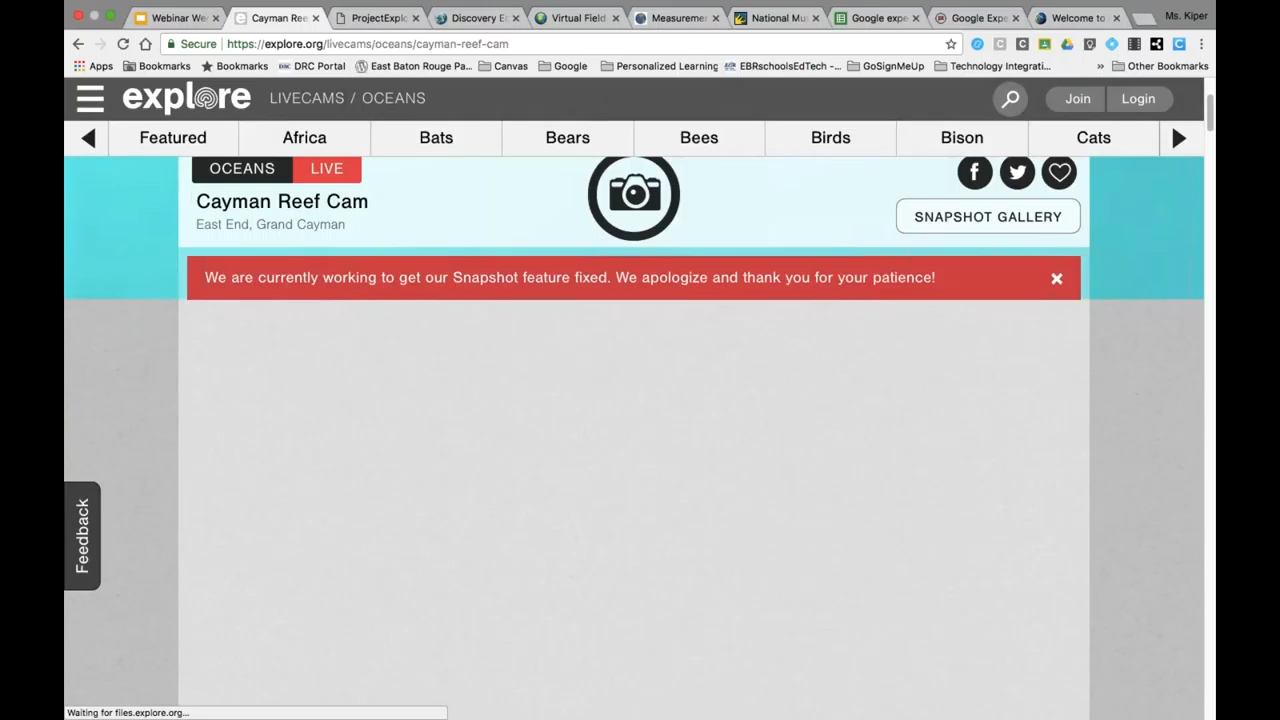 Webinar We Cayman Ree ProjectExplo Discovery E Virtual Field Measuremen National Mu Google expe Google Expe Welcome to Ms. Kiper
Secure https://explore.org/livecams/oceans/cayman-reef-cam
Apps Bookmarks Bookmarks DRC Portal East Baton Rouge Pa... Canvas Google Personalized Learning EBRschoolsEdTech -... GoSignMeUp Technology Integrati... » Other Bookmarks
explore LIVECAMS / OCEANS Join Login
Featured Africa Bats Bears Bees Birds Bison Cats
OCEANS LIVE
Cayman Reef Cam
East End, Grand Cayman
SNAPSHOT GALLERY
We are currently working to get our Snapshot feature fixed. We apologize and thank you for your patience!
Feedback
Waiting for files.explore.org...